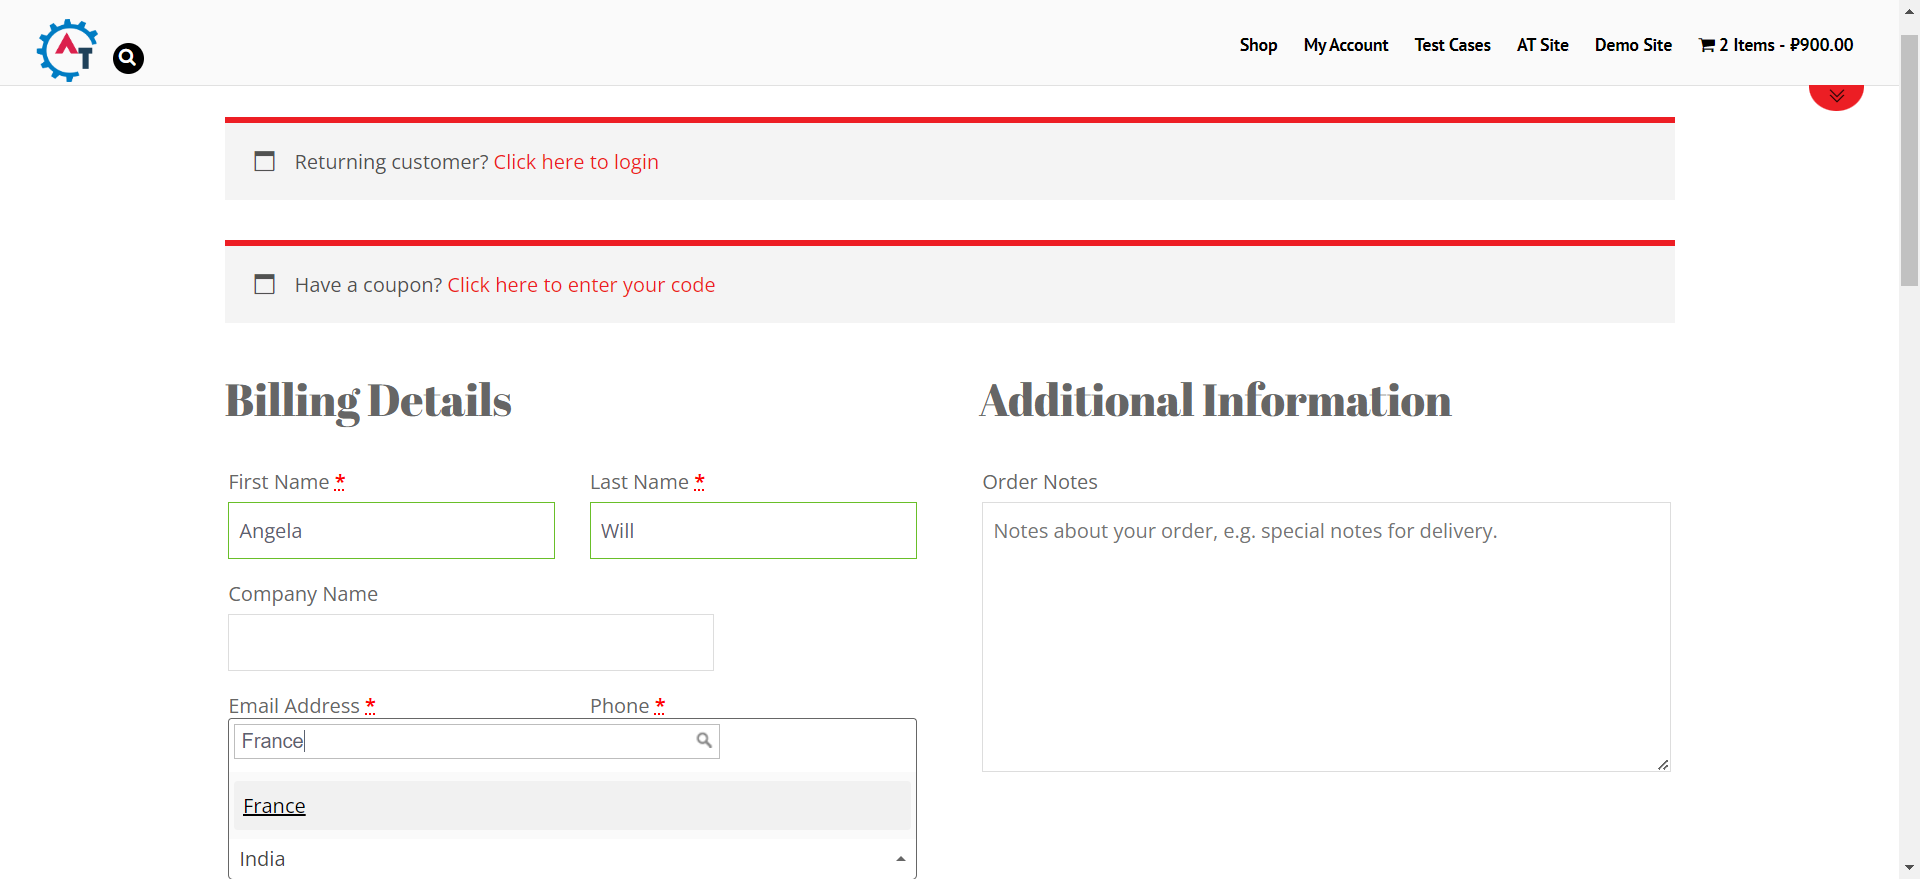 AT
Shop My Account Test Cases AT Site Demo Site 2 Items - ₽900.00
Returning customer? Click here to login
Have a coupon? Click here to enter your code
Billing Details
Additional Information
First Name *
Last Name *
Order Notes
Angela
Will
Notes about your order, e.g. special notes for delivery.
Company Name
Email Address *
Phone *
France
France
India